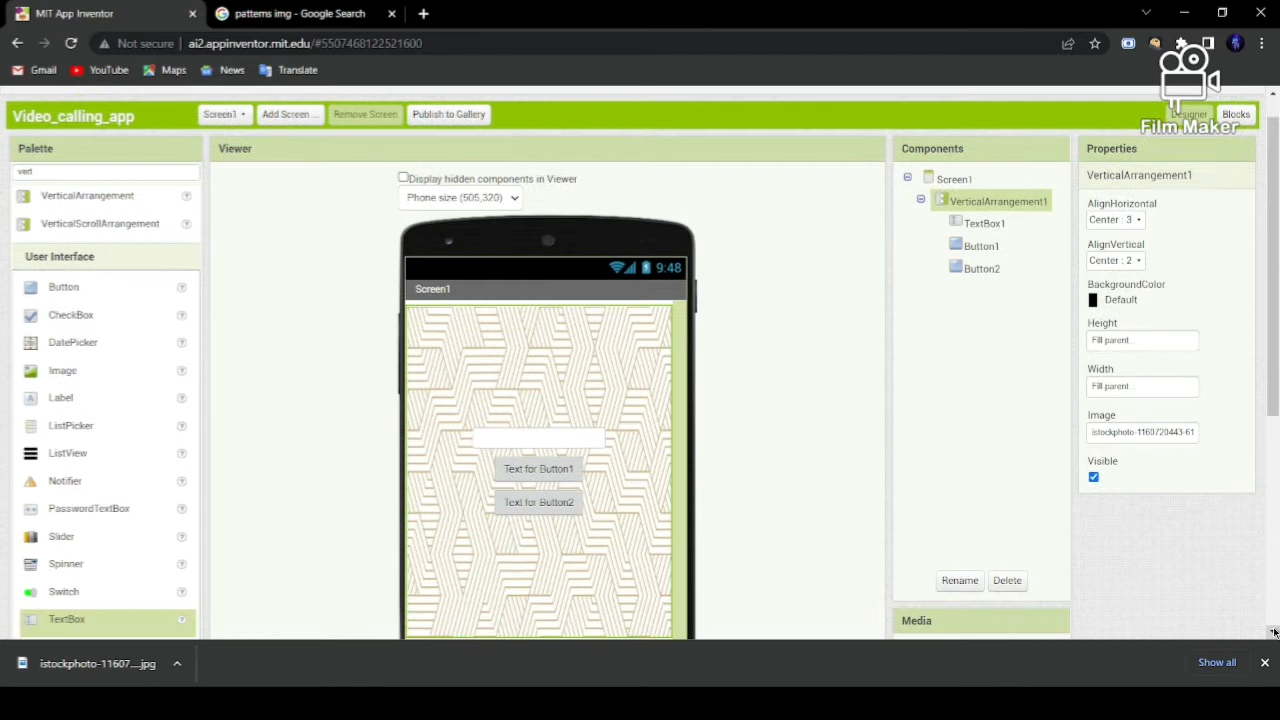 MIT App Inventor
patterns img - Google Search
Not secure
ai2.appinventor.mit.edu/#5507468122521600
Gmail
YouTube
Maps
News
Translate
Film Maker
Video_calling_app
Screen1
Add Screen ...
Remove Screen
Publish to Gallery
Designer
Blocks
Palette
Viewer
Components
Properties
vert
VerticalArrangement
VerticalScrollArrangement
User Interface
Button
CheckBox
DatePicker
Image
Label
ListPicker
ListView
Notifier
PasswordTextBox
Slider
Spinner
Switch
TextBox
Display hidden components in Viewer
Phone size (505,320)
9:48
Screen1
Text for Button1
Text for Button2
Screen1
VerticalArrangement1
TextBox1
Button1
Button2
Rename
Delete
Media
VerticalArrangement1
AlignHorizontal
Center : 3
AlignVertical
Center : 2
BackgroundColor
Default
Height
Fill parent...
Width
Fill parent...
Image
istockphoto-1160720443-61
Visible
istockphoto-11607....jpg
Show all